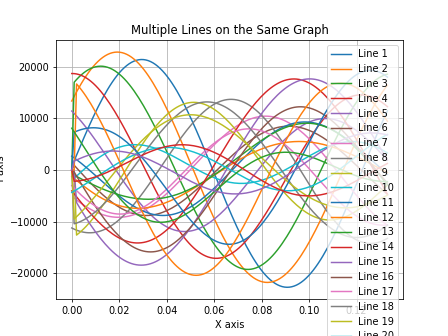 Multiple Lines on the Same Graph
20000
10000
0
−10000
−20000
0.00
0.02
0.04
0.06
0.08
0.10
X axis
Line 1
Line 2
Line 3
Line 4
Line 5
Line 6
Line 7
Line 8
Line 9
Line 10
Line 11
Line 12
Line 13
Line 14
Line 15
Line 16
Line 17
Line 18
Line 19
Line 20